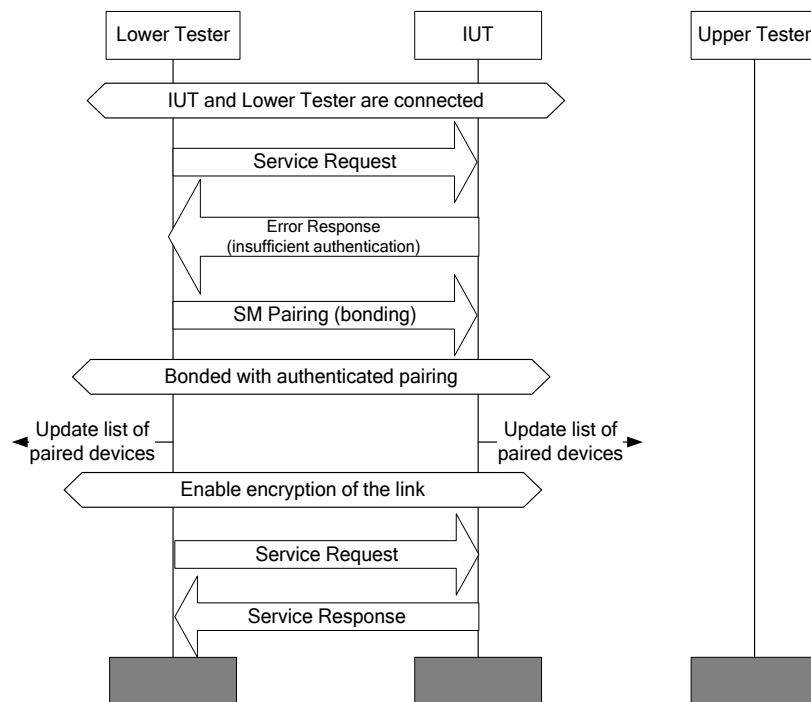 Lower Tester
IUT
Upper Tester
IUT and Lower Tester are connected
Service Request
Error Response
(insufficient authentication)
SM Pairing (bonding)
Bonded with authenticated pairing
Update list of
paired devices
Update list of
paired devices
Enable encryption of the link
Service Request
Service Response